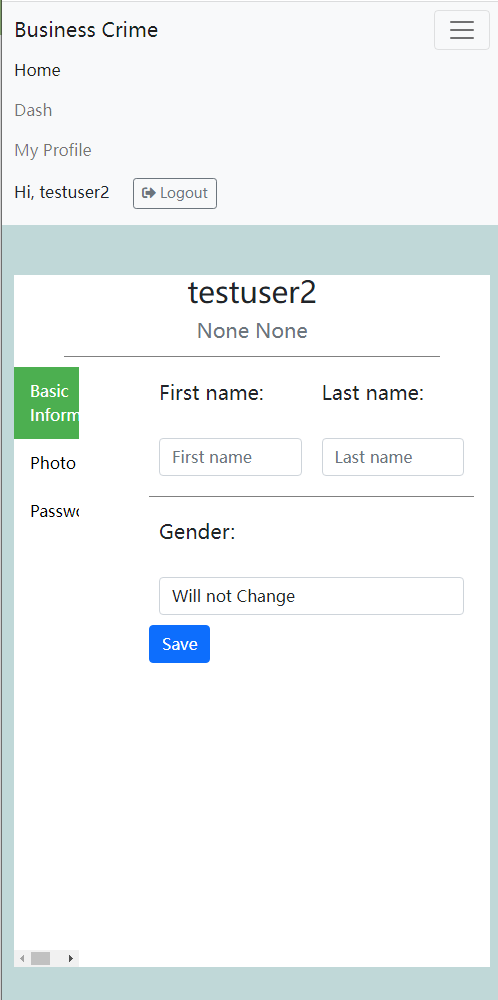 Business Crime
Home
Dash
My Profile
Hi, testuser2
Logout
testuser2
None None
Basic
Inform
Photo
Passwo
First name:
Last name:
First name
Last name
Gender:
Will not Change
Save